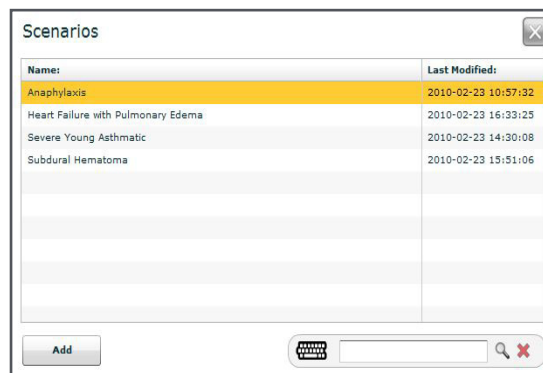 Scenarios
Name: Last Modified:
Anaphylaxis 2010-02-23 10:57:32
Heart Failure with Pulmonary Edema 2010-02-23 16:33:25
Severe Young Asthmatic 2010-02-23 14:30:08
Subdural Hematoma 2010-02-23 15:51:06
Add